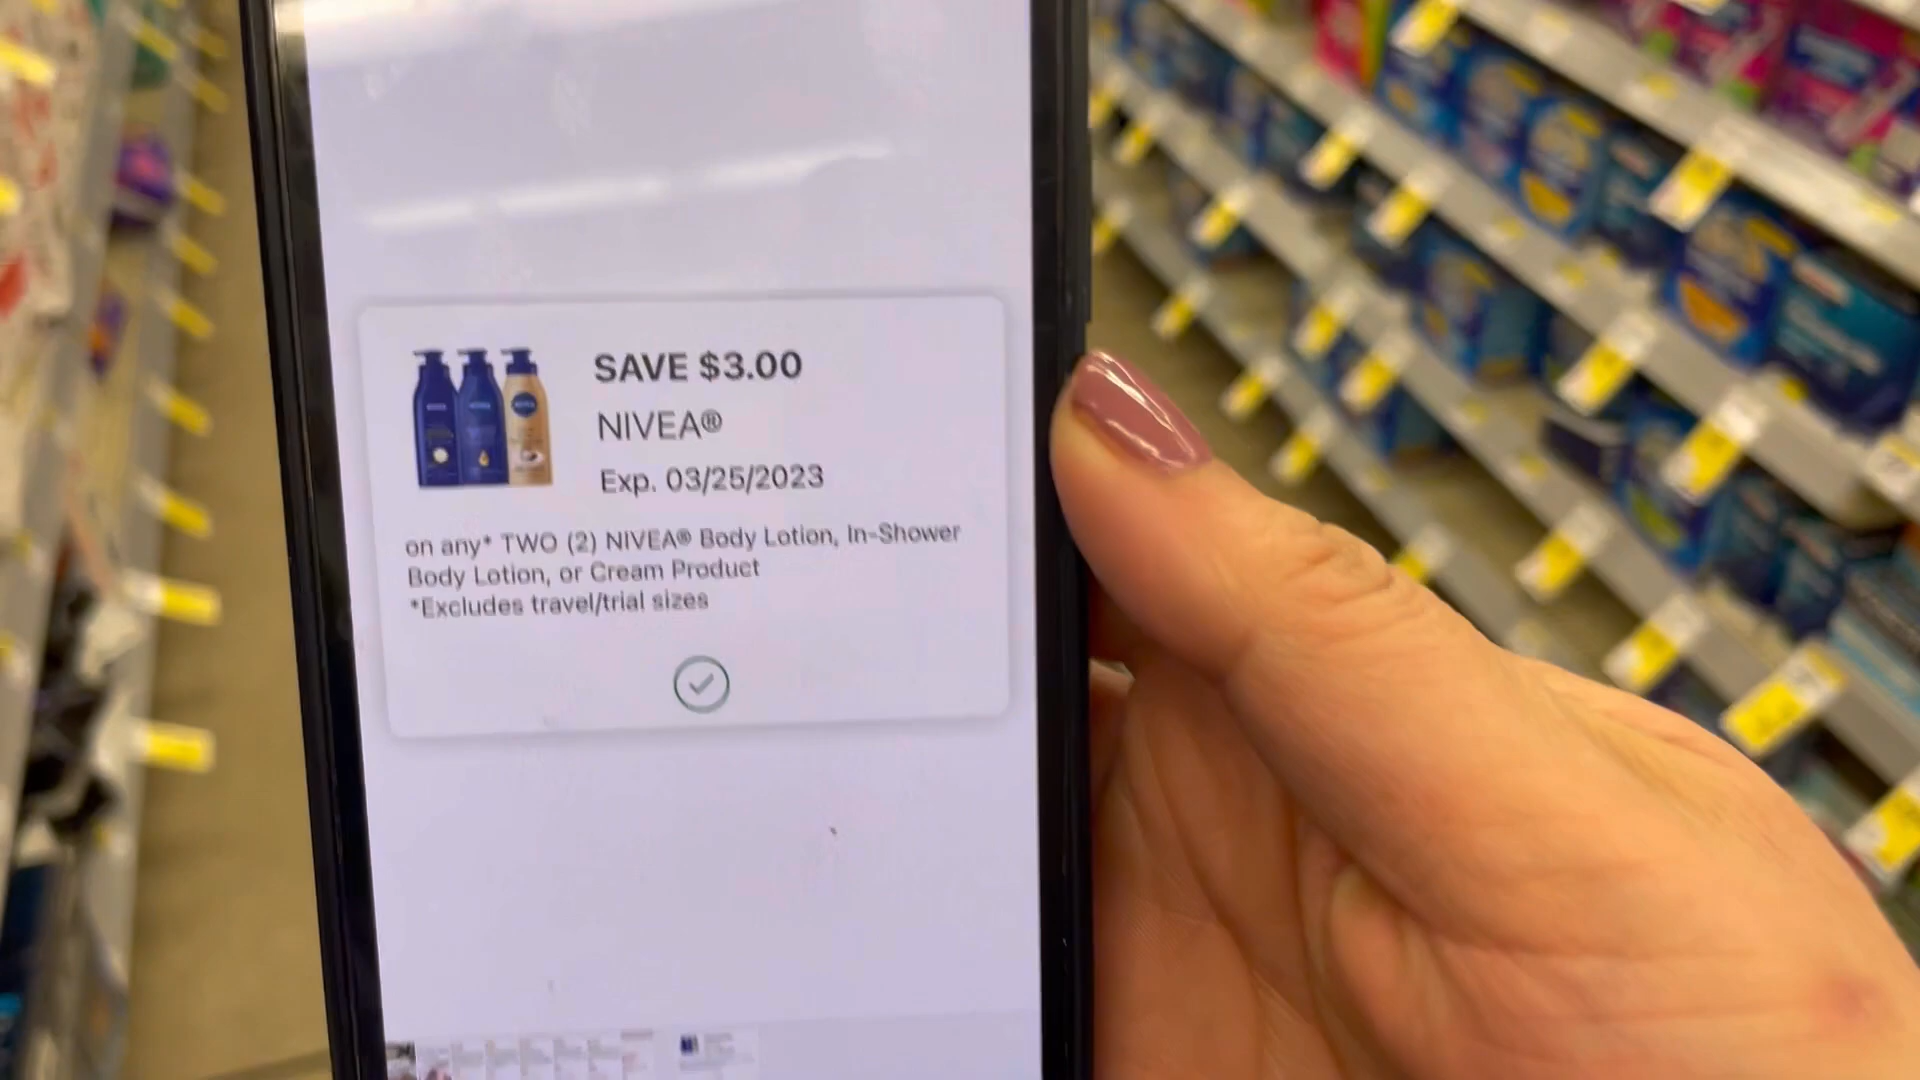 SAVE $3.00
NIVEA®
Exp. 03/25/2023
on any* TWO (2) NIVEA® Body Lotion, In-Shower
Body Lotion, or Cream Product
*Excludes travel/trial sizes